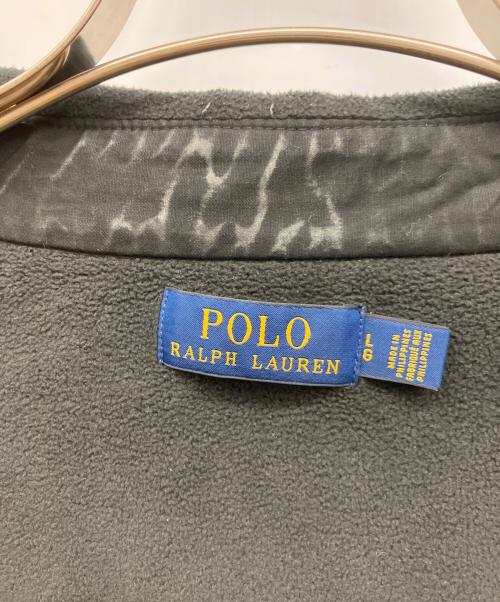 POLO
RALPH LAUREN
L
G
MADE IN
PHILIPPINES
FABRIQUÉ AUX
PHILIPPINES